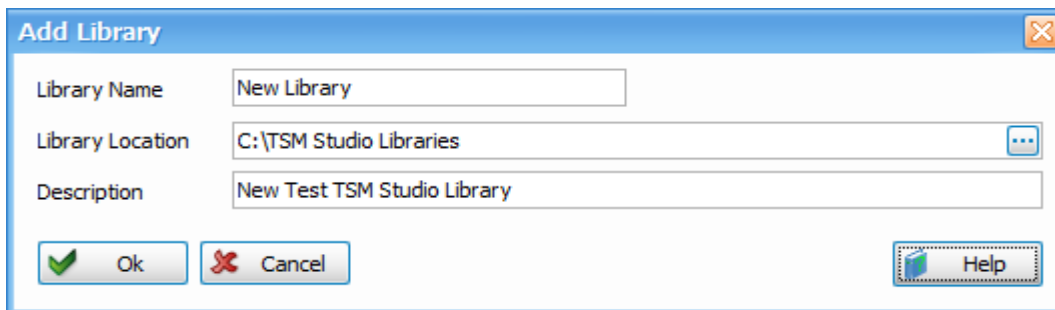 Add Library
Library Name New Library
Library Location C:\TSM Studio Libraries ...
Description New Test TSM Studio Library
Ok Cancel Help